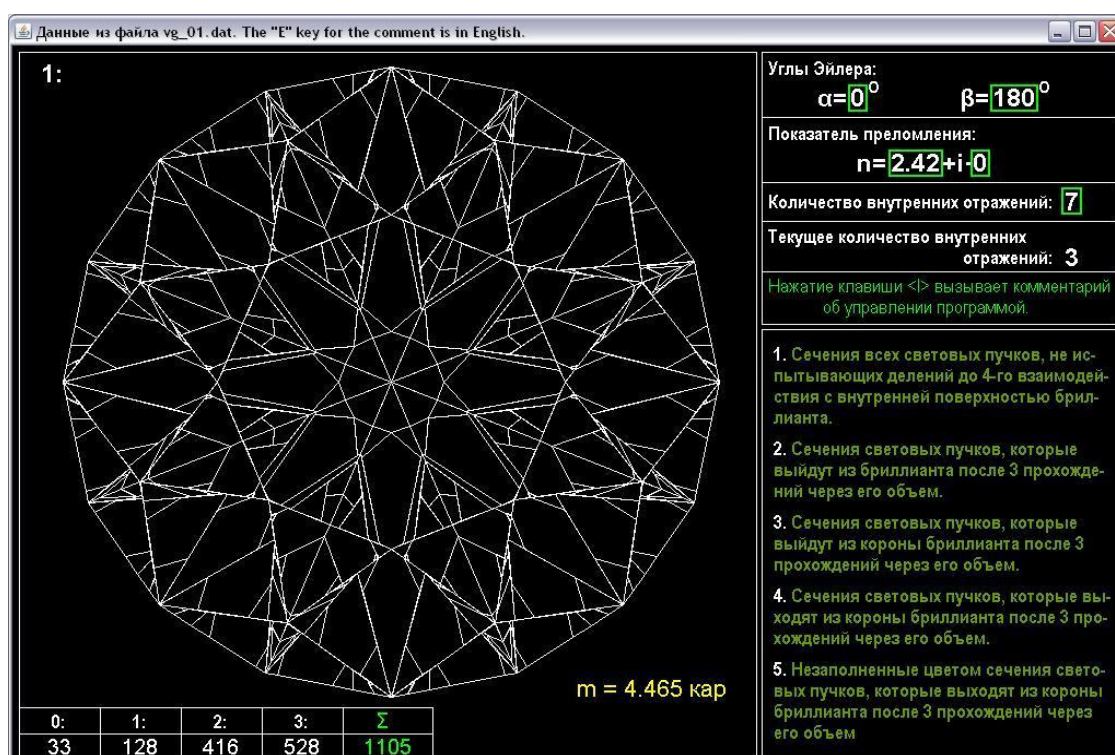 Данные из файла vg_01.dat. The "E" key for the comment is in English.
1:
m = 4.465 кар
0: 1: 2: 3: Σ
33 128 416 528 1105
Углы Эйлера:
α=0° β=180°
Показатель преломления:
n=2.42+i·0
Количество внутренних отражений: 7
Текущее количество внутренних
отражений: 3
Нажатие клавиши <I> вызывает комментарий
об управлении программой.
1. Сечения всех световых пучков, не ис-
пытывающих делений до 4-го взаимодей-
ствия с внутренней поверхностью брил-
лианта.
2. Сечения световых пучков, которые
выйдут из бриллианта после 3 прохожде-
ний через его объем.
3. Сечения световых пучков, которые
выйдут из короны бриллианта после 3
прохождений через его объем.
4. Сечения световых пучков, которые вы-
ходят из короны бриллианта после 3 про-
хождений через его объем.
5. Незаполненные цветом сечения свето-
вых пучков, которые выходят из короны
бриллианта после 3 прохождений через
его объем